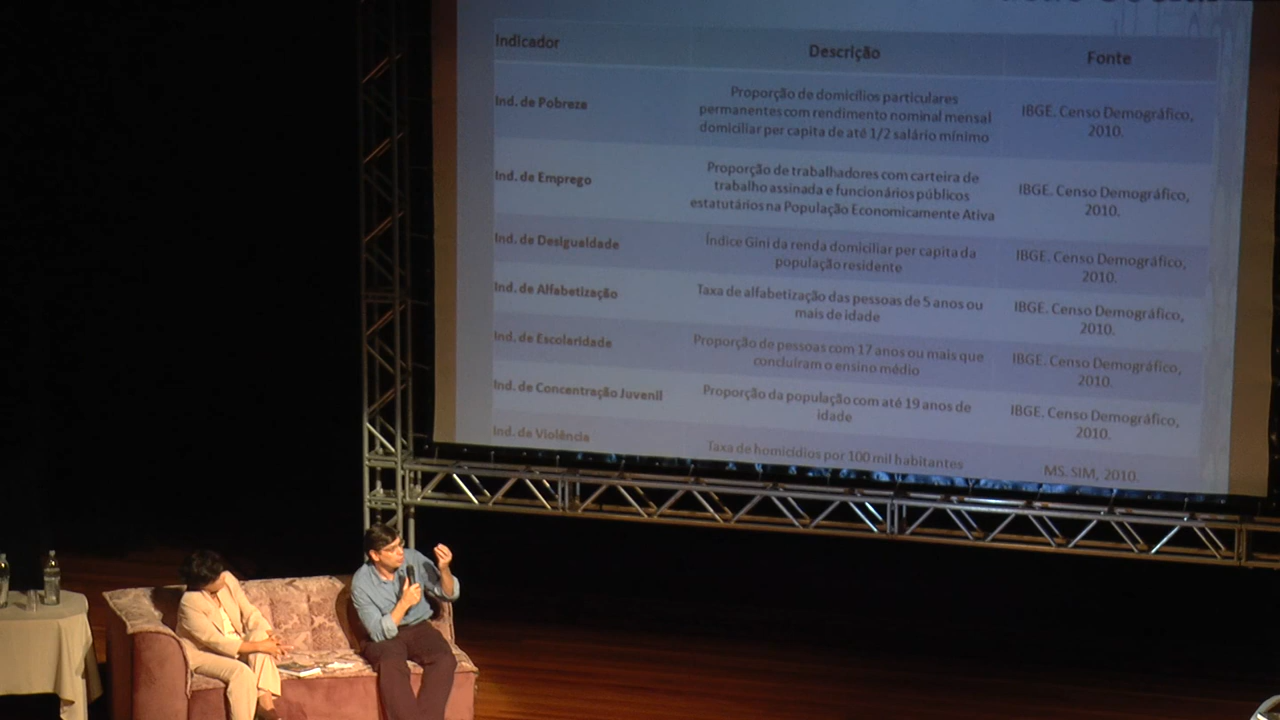 Indicador
Descrição
Fonte
Ind. de Pobreza
Proporção de domicílios particulares
permanentes com rendimento nominal mensal
domiciliar per capita de até 1/2 salário mínimo
IBGE. Censo Demográfico,
2010.
Ind. de Emprego
Proporção de trabalhadores com carteira de
trabalho assinada e funcionários públicos
estatutários na População Economicamente Ativa
IBGE. Censo Demográfico,
2010.
Ind. de Desigualdade
Índice Gini da renda domiciliar per capita da
população residente
IBGE. Censo Demográfico,
2010.
Ind. de Alfabetização
Taxa de alfabetização das pessoas de 5 anos ou
mais de idade
IBGE. Censo Demográfico,
2010.
Ind. de Escolaridade
Proporção de pessoas com 17 anos ou mais que
concluíram o ensino médio
IBGE. Censo Demográfico,
2010.
Ind. de Concentração Juvenil
Proporção da população com até 19 anos de
idade
IBGE. Censo Demográfico,
2010.
Ind. de Violência
Taxa de homicídios por 100 mil habitantes
MS. SIM, 2010.